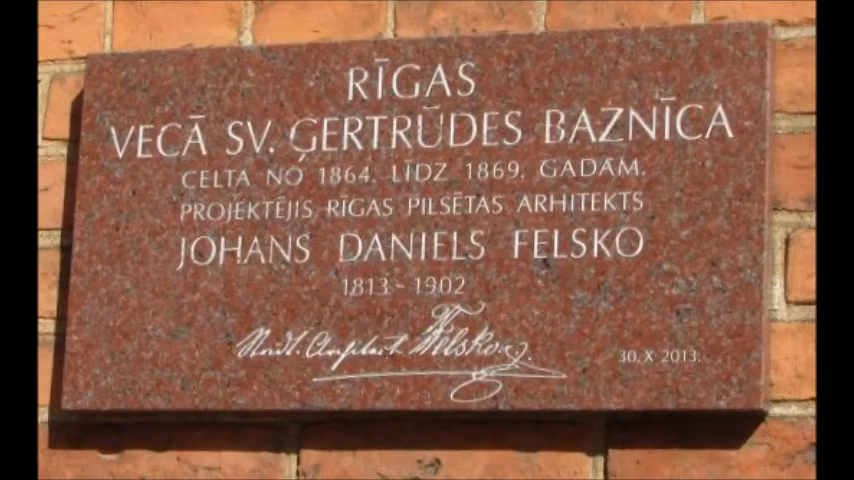 RĪGAS
VECĀ SV. ĢERTRŪDES BAZNĪCA
CELTA NO 1864. LĪDZ 1869. GADAM.
PROJEKTĒJIS RĪGAS PILSĒTAS ARHITEKTS
JOHANS DANIELS FELSKO
1813 - 1902
Felsko
30. X 2013.